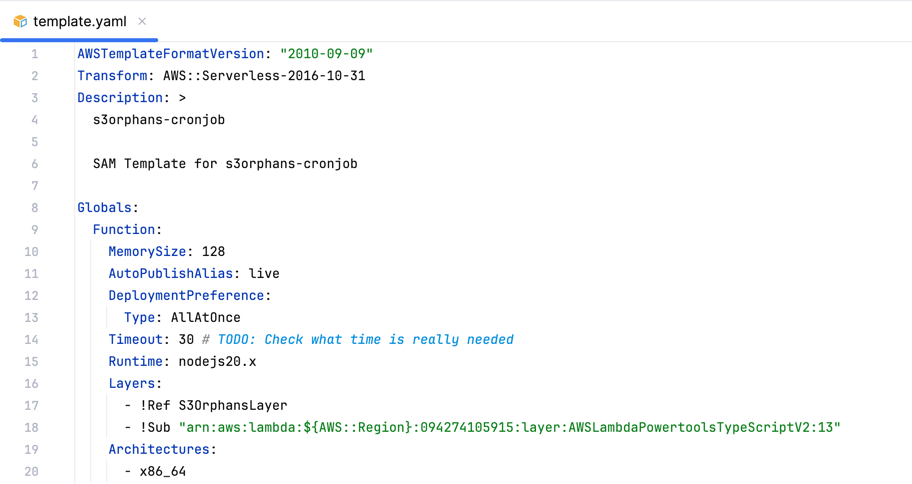 template.yaml
1 AWSTemplateFormatVersion: "2010-09-09"
2 Transform: AWS::Serverless-2016-10-31
3 Description: >
4 s3orphans-cronjob
5
6 SAM Template for s3orphans-cronjob
7
8 Globals:
9 Function:
10 MemorySize: 128
11 AutoPublishAlias: live
12 DeploymentPreference:
13 Type: AllAtOnce
14 Timeout: 30 # TODO: Check what time is really needed
15 Runtime: nodejs20.x
16 Layers:
17 - !Ref S3OrphansLayer
18 - !Sub "arn:aws:lambda:${AWS::Region}:094274105915:layer:AWSLambdaPowertoolsTypeScriptV2:13"
19 Architectures:
20 - x86_64